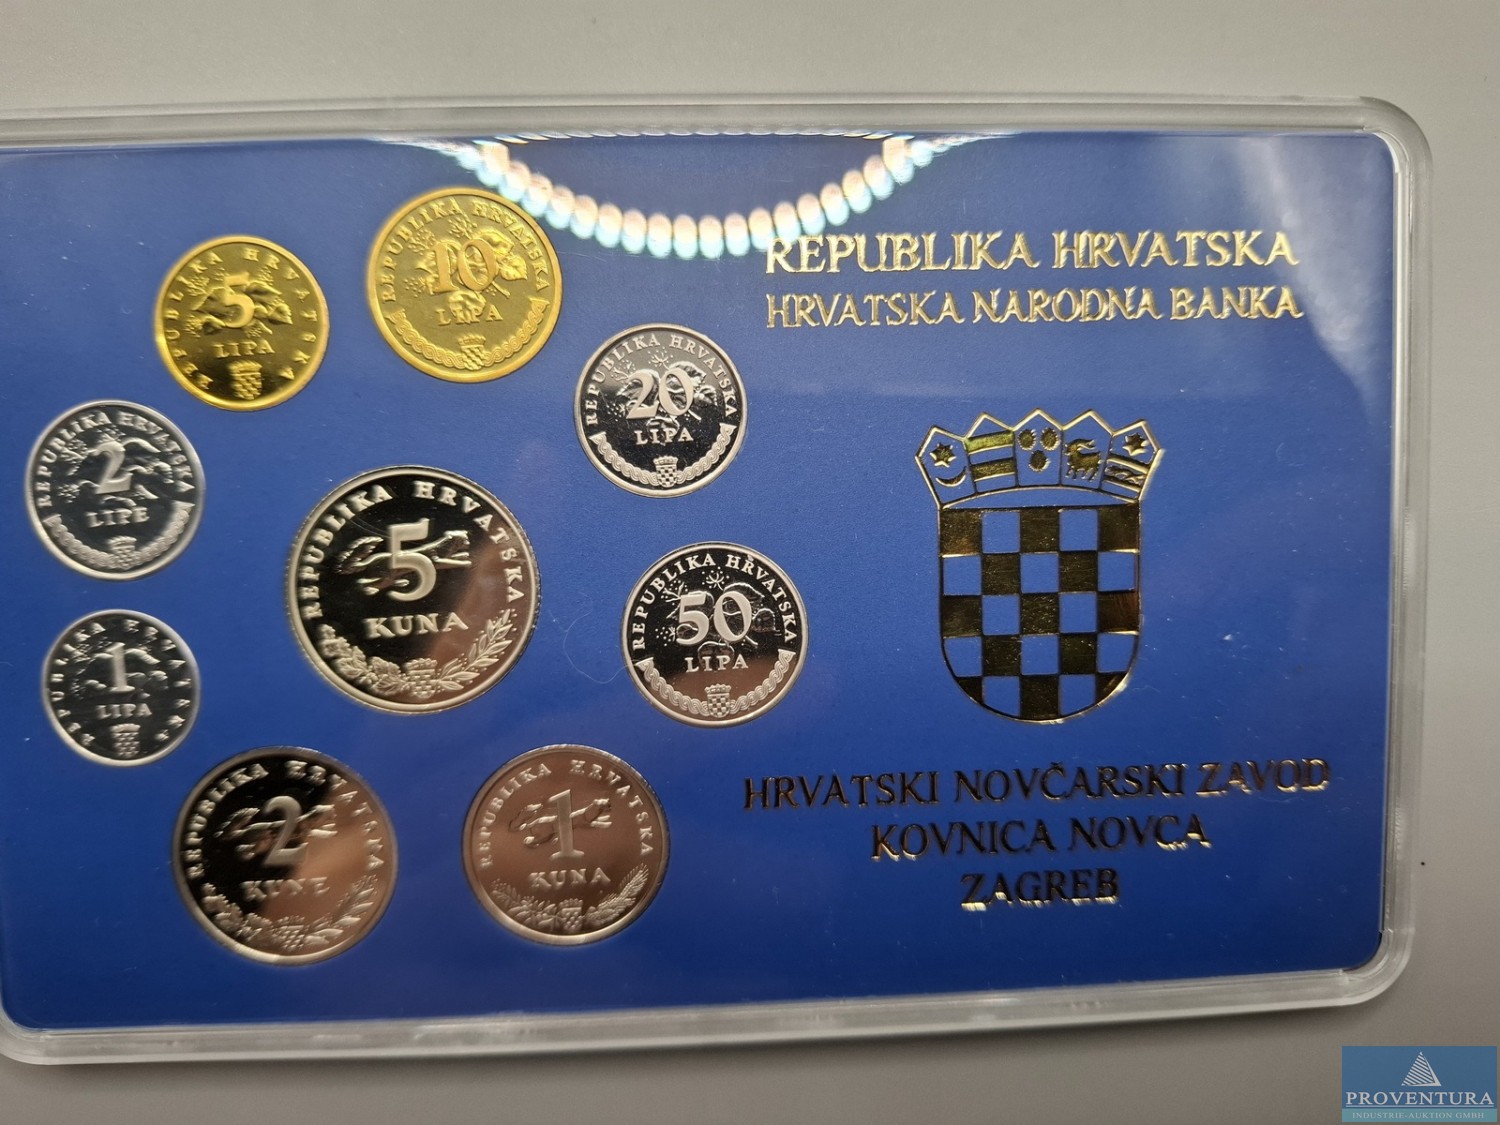 REPUBLIKA HRVATSKA
5
LIPA
REPUBLIKA HRVATSKA
10
LIPA
REPUBLIKA HRVATSKA
HRVATSKA NARODNA BANKA
REPUBLIKA HRVATSKA
20
LIPA
REPUBLIKA HRVATSKA
2
LIPE
REPUBLIKA HRVATSKA
5
KUNA
REPUBLIKA HRVATSKA
50
LIPA
REPUBLIKA HRVATSKA
1
LIPA
REPUBLIKA HRVATSKA
2
KUNE
REPUBLIKA HRVATSKA
1
KUNA
HRVATSKI NOVČARSKI ZAVOD
KOVNICA NOVCA
ZAGREB
PROVENTURA
INDUSTRIE-AUKTION GMBH